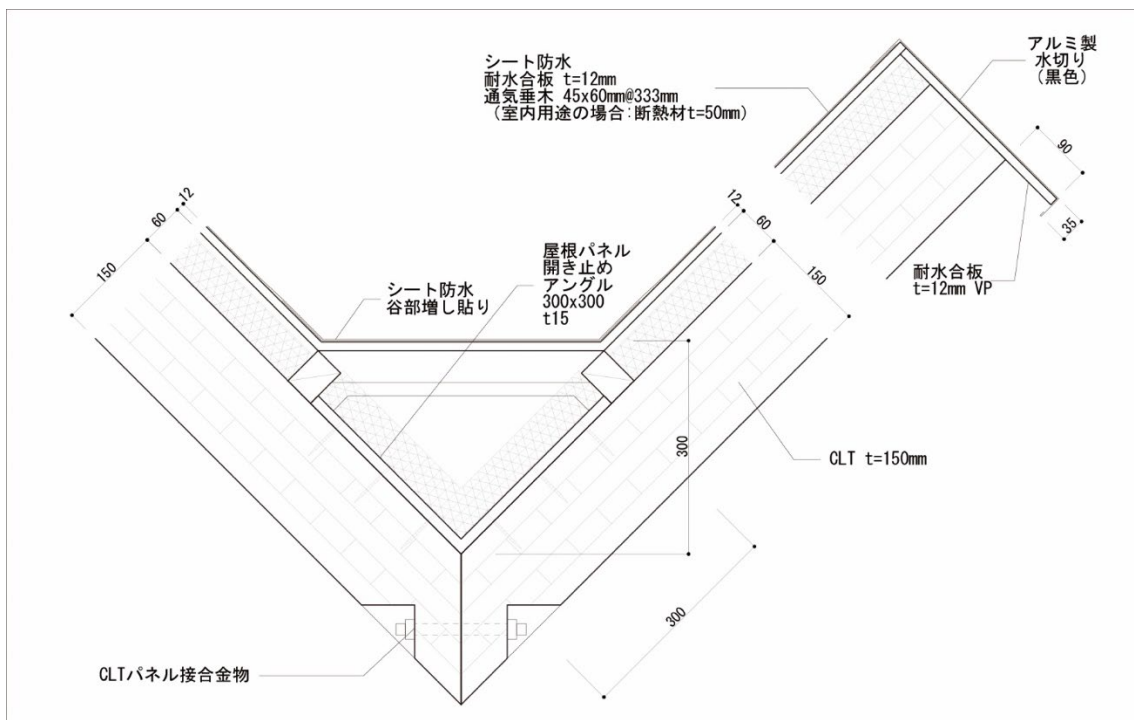 シート防水
耐水合板 t=12mm
通気垂木 45x60mm@333mm
（室内用途の場合:断熱材t=50mm）
アルミ製
水切り
（黒色）
90
35
耐水合板
t=12mm VP
12
60
150
シート防水
谷部増し貼り
屋根パネル
開き止め
アングル
300x300
t15
12
60
150
300
CLT t=150mm
300
CLTパネル接合金物